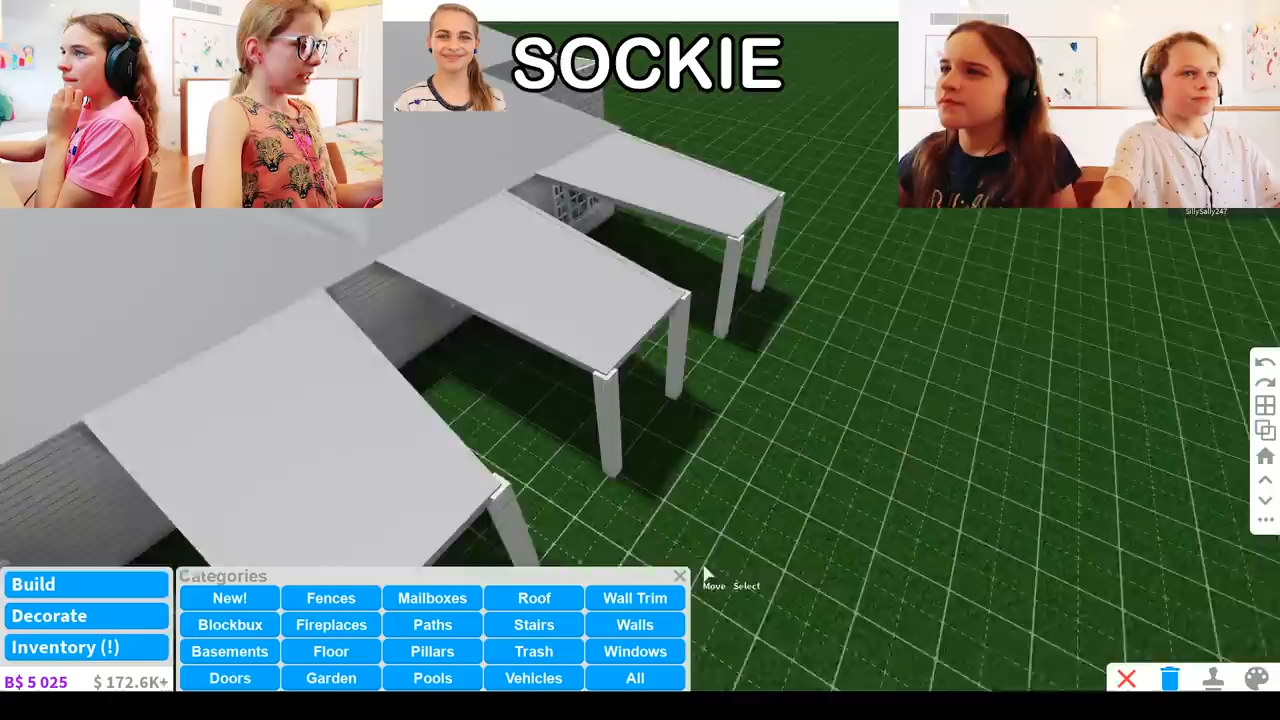 SOCKIE
SillySally247
Move Select
Build
Decorate
Inventory (!)
B$ 5 025 $ 172.6K+
Categories
New! Fences Mailboxes Roof Wall Trim
Blockbux Fireplaces Paths Stairs Walls
Basements Floor Pillars Trash Windows
Doors Garden Pools Vehicles All